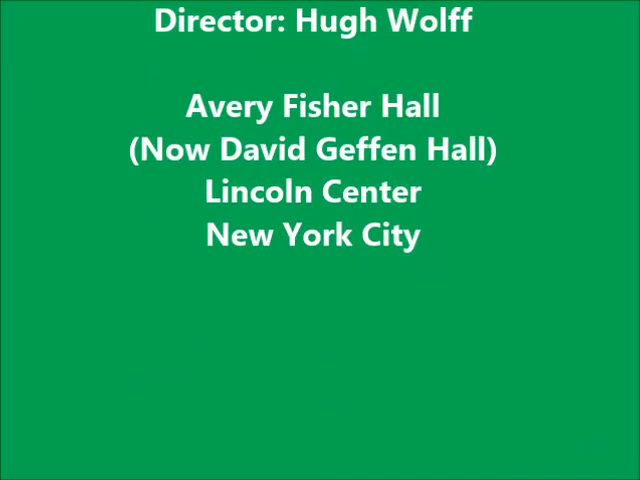 Director: Hugh Wolff
Avery Fisher Hall
(Now David Geffen Hall)
Lincoln Center
New York City